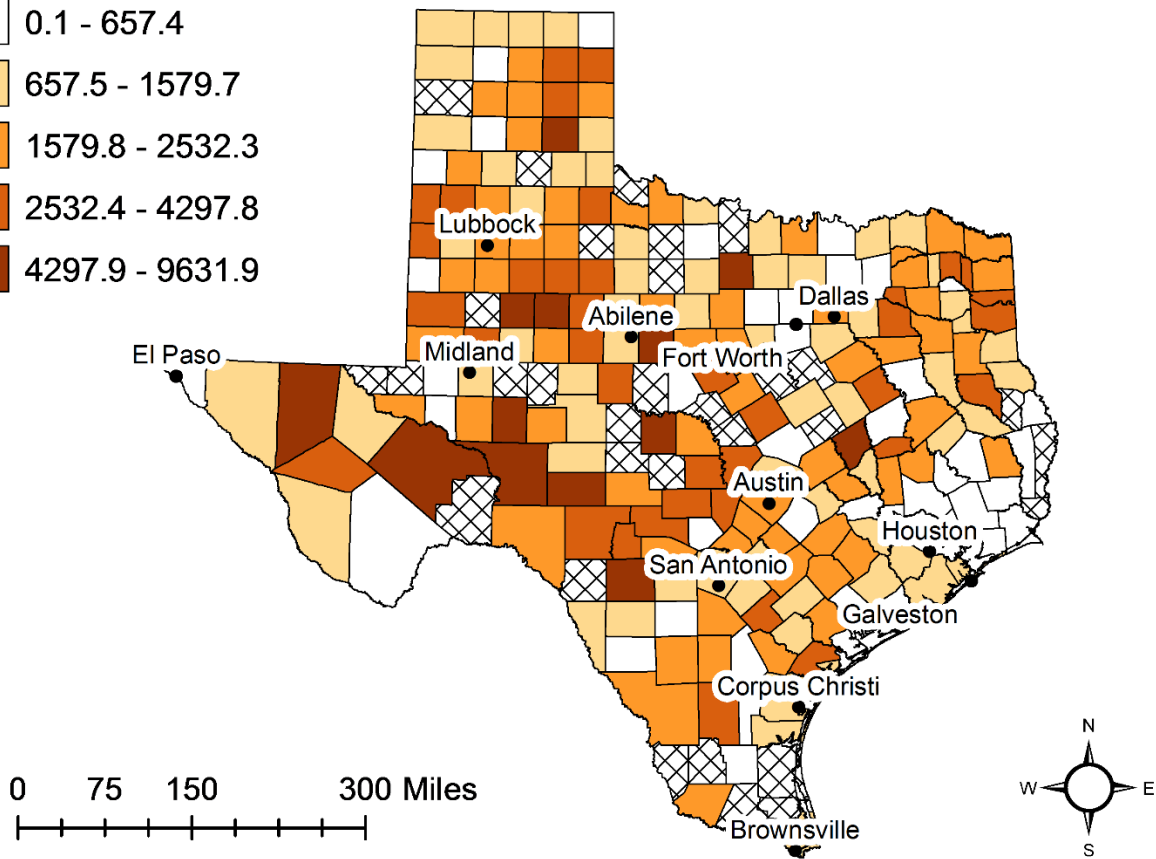 0.1 - 657.4
657.5 - 1579.7
1579.8 - 2532.3
2532.4 - 4297.8
4297.9 - 9631.9
Lubbock
Dallas
Abilene
El Paso
Midland
Fort Worth
Austin
Houston
San Antonio
Galveston
Corpus Christi
N
W
E
S
0 75 150 300 Miles
Brownsville